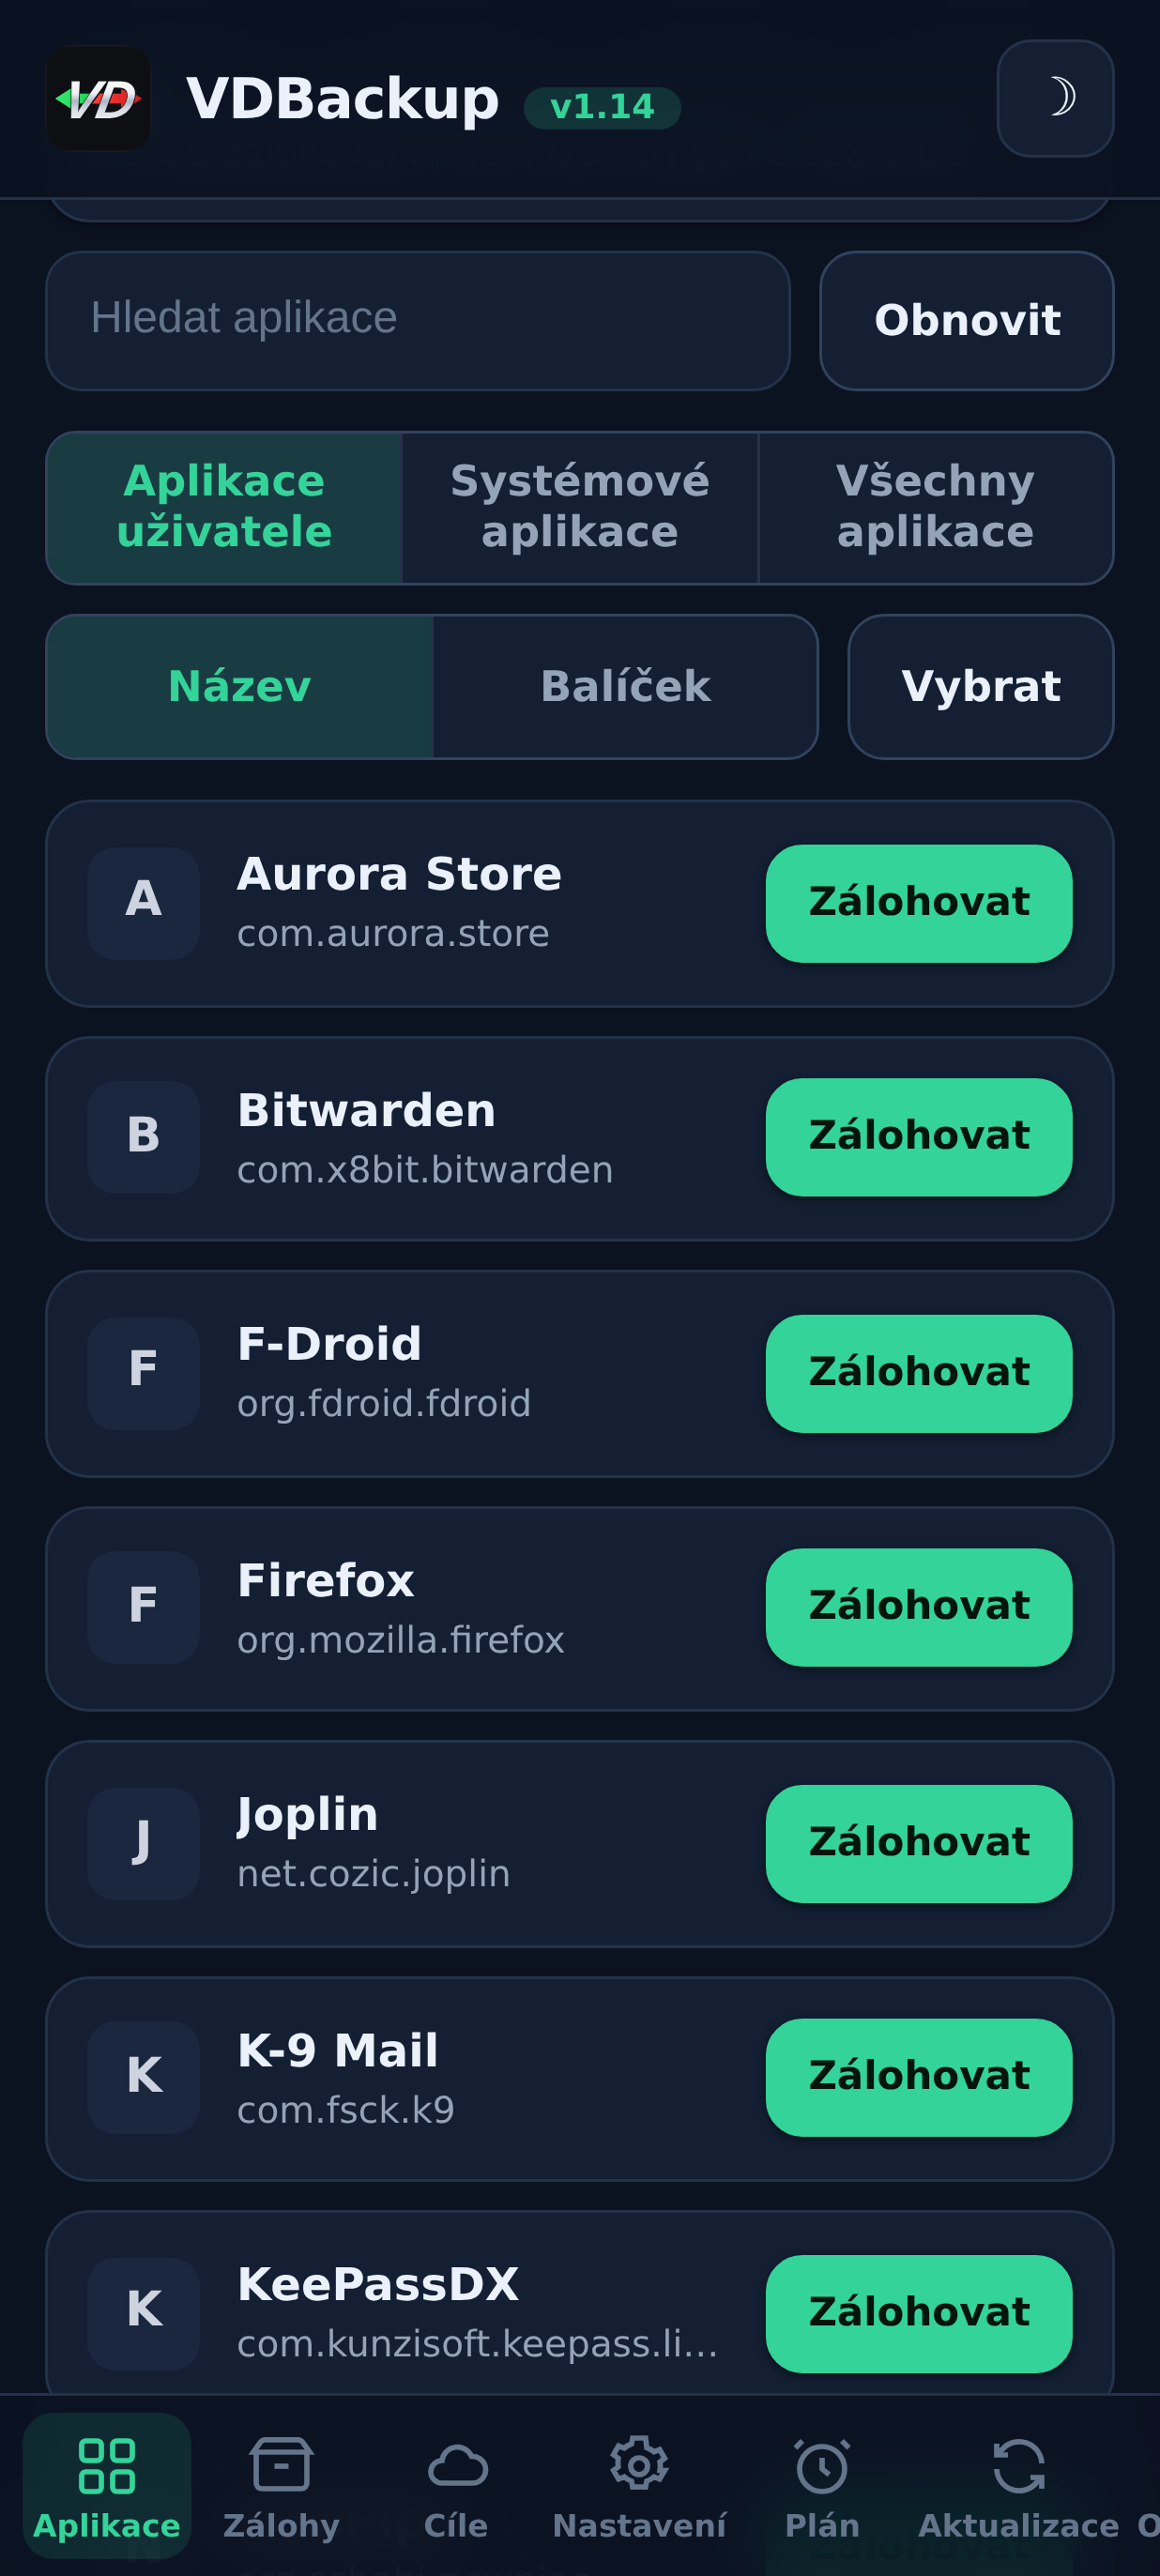 VD
VDBackup v1.14
Hledat aplikace
Obnovit
Aplikace uživatele
Systémové aplikace
Všechny aplikace
Název
Balíček
Vybrat
A
Aurora Store
com.aurora.store
Zálohovat
B
Bitwarden
com.x8bit.bitwarden
Zálohovat
F
F-Droid
org.fdroid.fdroid
Zálohovat
F
Firefox
org.mozilla.firefox
Zálohovat
J
Joplin
net.cozic.joplin
Zálohovat
K
K-9 Mail
com.fsck.k9
Zálohovat
K
KeePassDX
com.kunzisoft.keepass.li…
Zálohovat
Aplikace
Zálohy
Cíle
Nastavení
Plán
Aktualizace